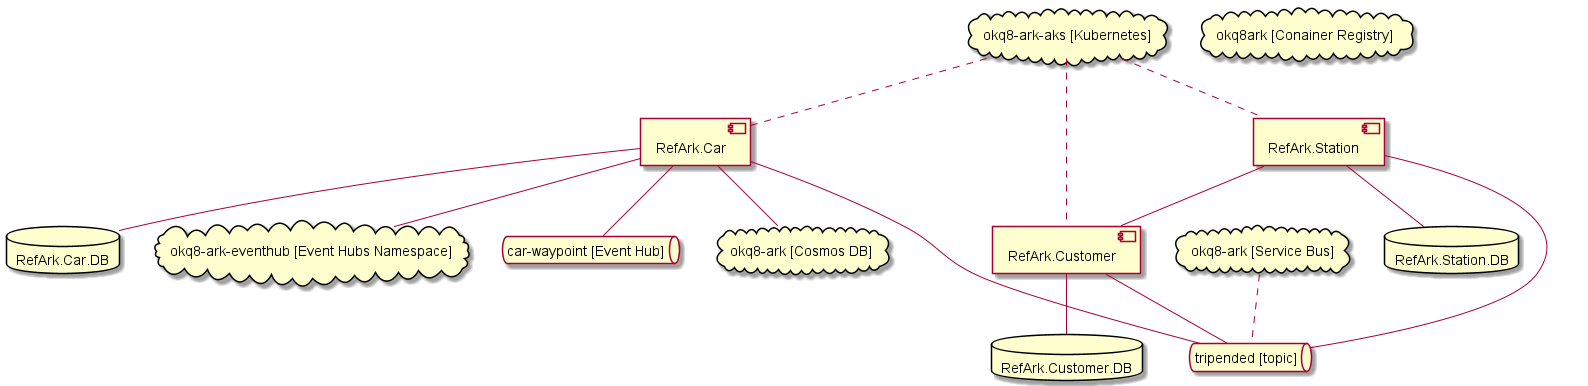 okq8-ark-aks [Kubernetes]
okq8ark [Conainer Registry]
RefArk.Car
RefArk.Station
RefArk.Car.DB
okq8-ark-eventhub [Event Hubs Namespace]
car-waypoint [Event Hub]
okq8-ark [Cosmos DB]
RefArk.Customer
okq8-ark [Service Bus]
RefArk.Station.DB
RefArk.Customer.DB
tripended [topic]